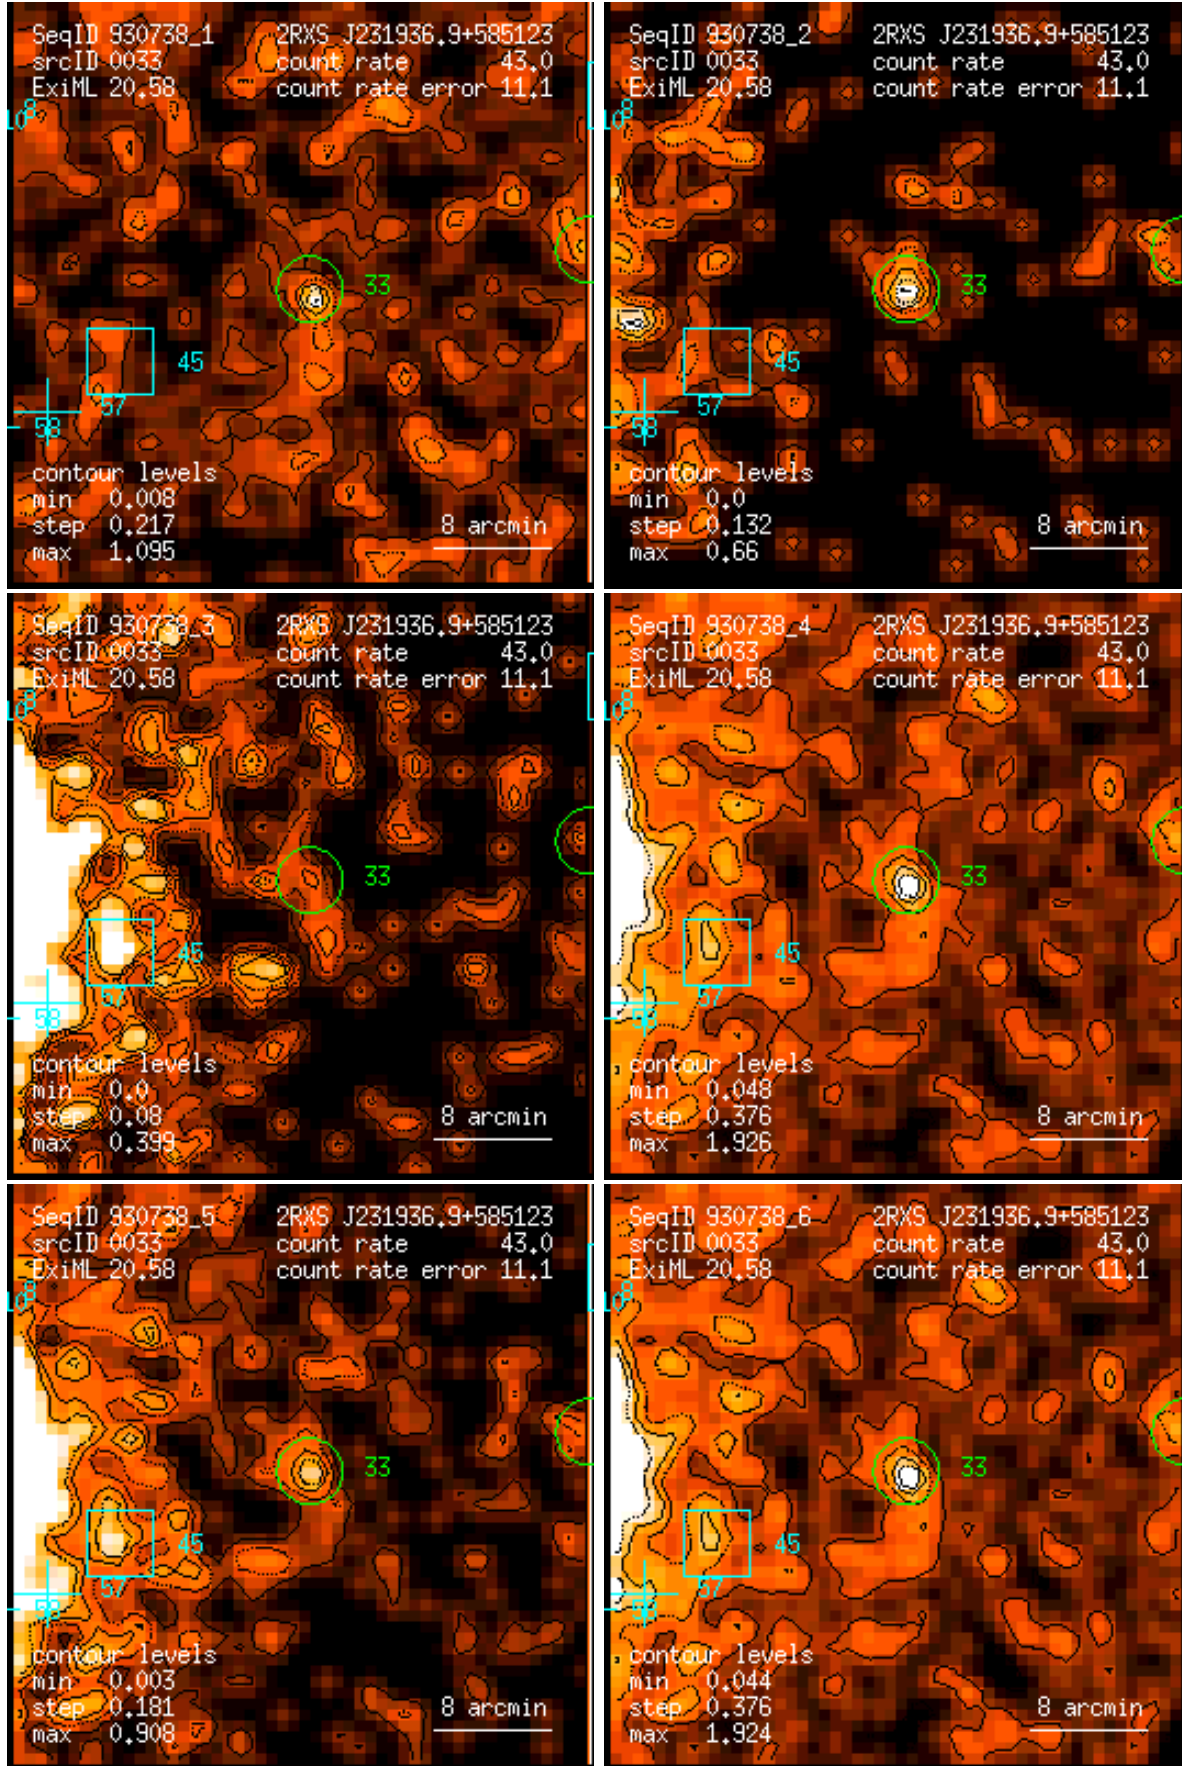 SeqID 930738_1 2RXS J231936.9+585123
srcID 0033 count rate 43.0
ExiML 20.58 count rate error 11.1
108
33
45
57
58
contour levels
min 0.008
step 0.217 8 arcmin
max 1.095
SeqID 930738_2 2RXS J231936.9+585123
srcID 0033 count rate 43.0
ExiML 20.58 count rate error 11.1
108
33
45
57
58
contour levels
min 0.0
step 0.132 8 arcmin
max 0.66
SeqID 930738_3 2RXS J231936.9+585123
srcID 0033 count rate 43.0
ExiML 20.58 count rate error 11.1
108
33
45
57
58
contour levels
min 0.0
step 0.08 8 arcmin
max 0.399
SeqID 930738_4 2RXS J231936.9+585123
srcID 0033 count rate 43.0
ExiML 20.58 count rate error 11.1
108
33
45
57
58
contour levels
min 0.048
step 0.376 8 arcmin
max 1.926
SeqID 930738_5 2RXS J231936.9+585123
srcID 0033 count rate 43.0
ExiML 20.58 count rate error 11.1
108
33
45
57
58
contour levels
min 0.003
step 0.181 8 arcmin
max 0.908
SeqID 930738_6 2RXS J231936.9+585123
srcID 0033 count rate 43.0
ExiML 20.58 count rate error 11.1
108
33
45
57
58
contour levels
min 0.044
step 0.376 8 arcmin
max 1.924